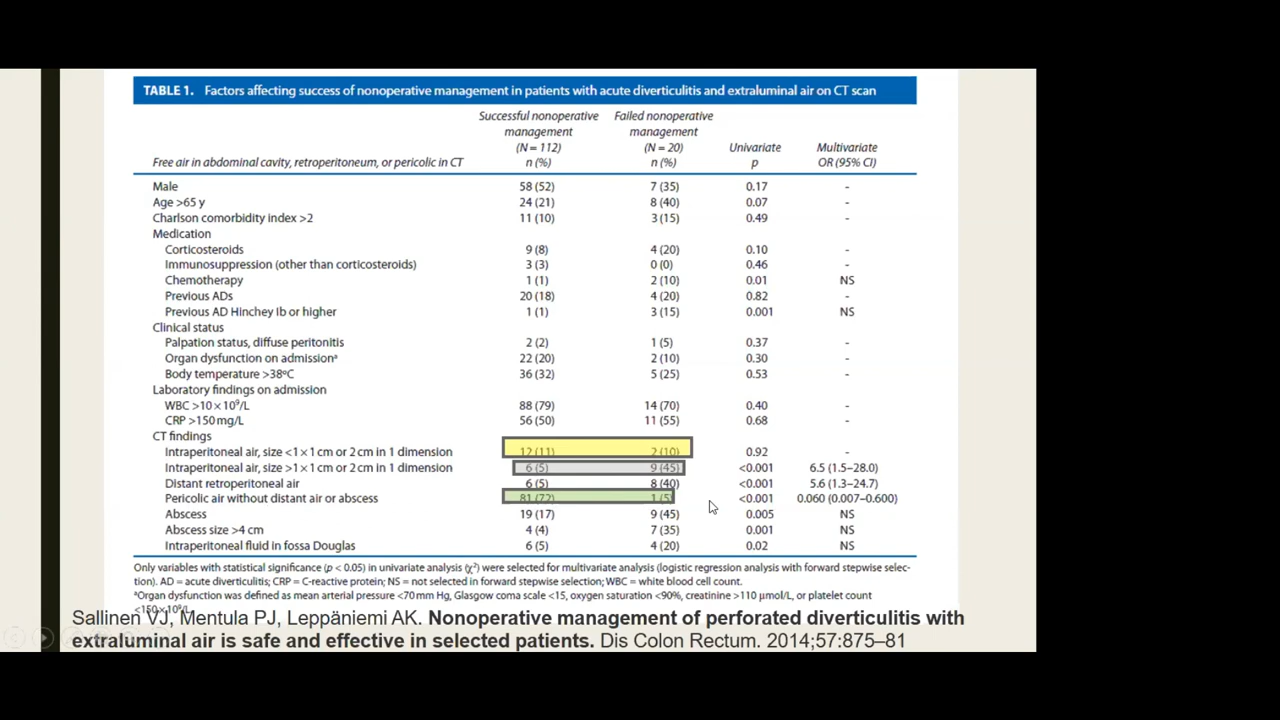 TABLE 1. Factors affecting success of nonoperative management in patients with acute diverticulitis and extraluminal air on CT scan
Successful nonoperative management (N = 112) n (%) Failed nonoperative management (N = 20) n (%) Univariate p Multivariate OR (95% CI)
Free air in abdominal cavity, retroperitoneum, or pericolic in CT
Male 58 (52) 7 (35) 0.17 -
Age >65 y 24 (21) 8 (40) 0.07 -
Charlson comorbidity index >2 11 (10) 3 (15) 0.49 -
Medication
Corticosteroids 9 (8) 4 (20) 0.10 -
Immunosuppression (other than corticosteroids) 3 (3) 0 (0) 0.46 -
Chemotherapy 1 (1) 2 (10) 0.01 NS
Previous ADs 20 (18) 4 (20) 0.82 -
Previous AD Hinchey Ib or higher 1 (1) 3 (15) 0.001 NS
Clinical status
Palpation status, diffuse peritonitis 2 (2) 1 (5) 0.37 -
Organ dysfunction on admissionᵃ 22 (20) 2 (10) 0.30 -
Body temperature >38ºC 36 (32) 5 (25) 0.53 -
Laboratory findings on admission
WBC >10 × 10⁹/L 88 (79) 14 (70) 0.40 -
CRP >150 mg/L 56 (50) 11 (55) 0.68 -
CT findings
Intraperitoneal air, size <1 × 1 cm or 2 cm in 1 dimension 12 (11) 2 (10) 0.92 -
Intraperitoneal air, size >1 × 1 cm or 2 cm in 1 dimension 6 (5) 9 (45) <0.001 6.5 (1.5–28.0)
Distant retroperitoneal air 6 (5) 8 (40) <0.001 5.6 (1.3–24.7)
Pericolic air without distant air or abscess 81 (72) 1 (5) <0.001 0.060 (0.007–0.600)
Abscess 19 (17) 9 (45) 0.005 NS
Abscess size >4 cm 4 (4) 7 (35) 0.001 NS
Intraperitoneal fluid in fossa Douglas 6 (5) 4 (20) 0.02 NS
Only variables with statistical significance (p < 0.05) in univariate analysis (χ²) were selected for multivariate analysis (logistic regression analysis with forward stepwise selec-
tion). AD = acute diverticulitis; CRP = C-reactive protein; NS = not selected in forward stepwise selection; WBC = white blood cell count.
ᵃOrgan dysfunction was defined as mean arterial pressure <70 mm Hg, Glasgow coma scale <15, oxygen saturation <90%, creatinine >110 μmol/L, or platelet count
<150×10⁹/L.
Sallinen VJ, Mentula PJ, Leppäniemi AK. Nonoperative management of perforated diverticulitis with
extraluminal air is safe and effective in selected patients. Dis Colon Rectum. 2014;57:875–81